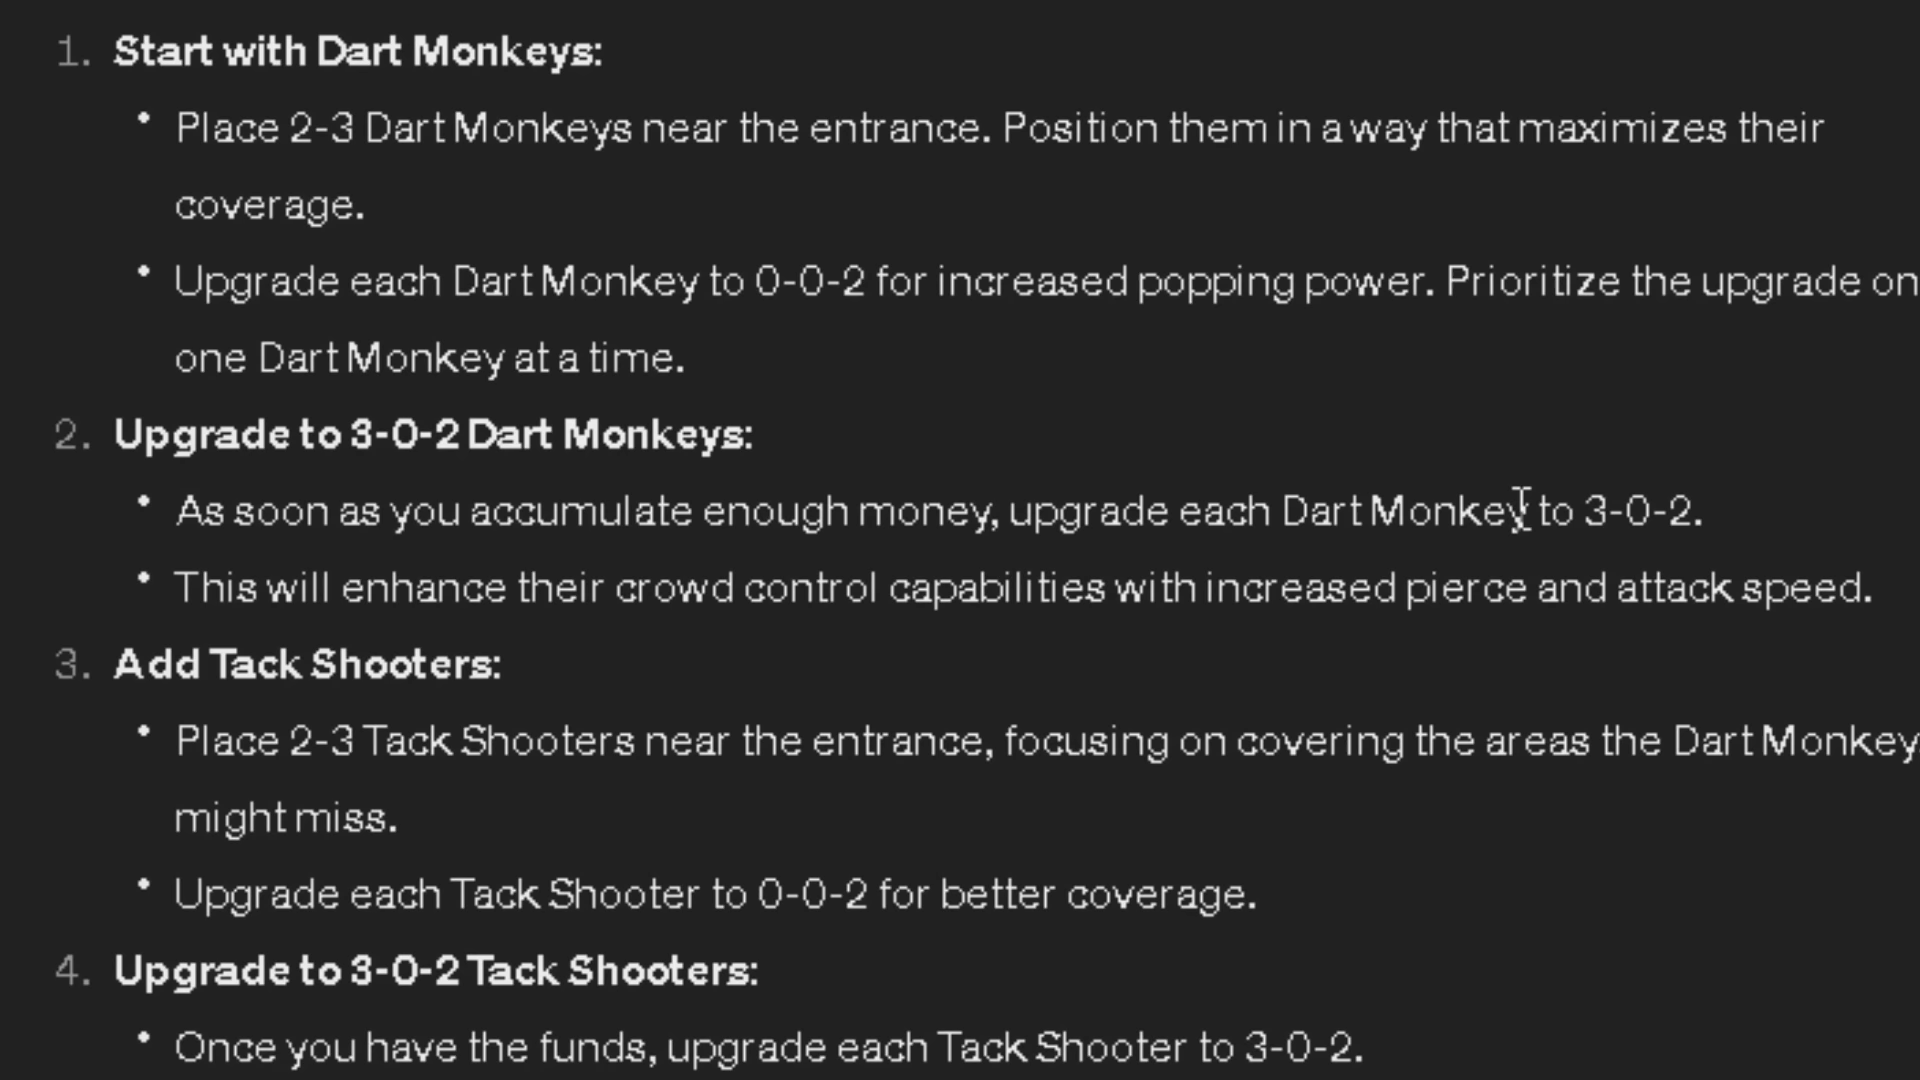 1. Start with Dart Monkeys:
• Place 2-3 Dart Monkeys near the entrance. Position them in a way that maximizes their
coverage.
• Upgrade each Dart Monkey to 0-0-2 for increased popping power. Prioritize the upgrade on
one Dart Monkey at a time.
2. Upgrade to 3-0-2 Dart Monkeys:
• As soon as you accumulate enough money, upgrade each Dart Monkey to 3-0-2.
• This will enhance their crowd control capabilities with increased pierce and attack speed.
3. Add Tack Shooters:
• Place 2-3 Tack Shooters near the entrance, focusing on covering the areas the Dart Monkey
might miss.
• Upgrade each Tack Shooter to 0-0-2 for better coverage.
4. Upgrade to 3-0-2 Tack Shooters:
• Once you have the funds, upgrade each Tack Shooter to 3-0-2.